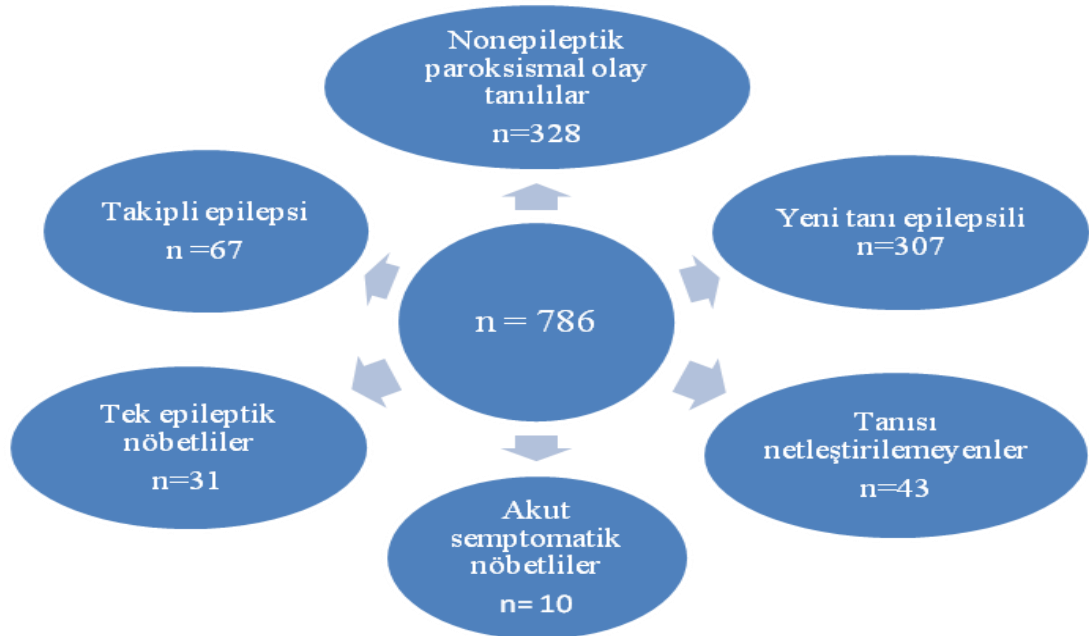 Nonepileptik
paroksismal olay
tanılılar
n=328
Takipli epilepsi
n =67
Yeni tanı epilepsili
n=307
n = 786
Tek epileptik
nöbetliler
n=31
Tanısı
netleştirilemeyenler
n=43
Akut
semptomatik
nöbetliler
n= 10